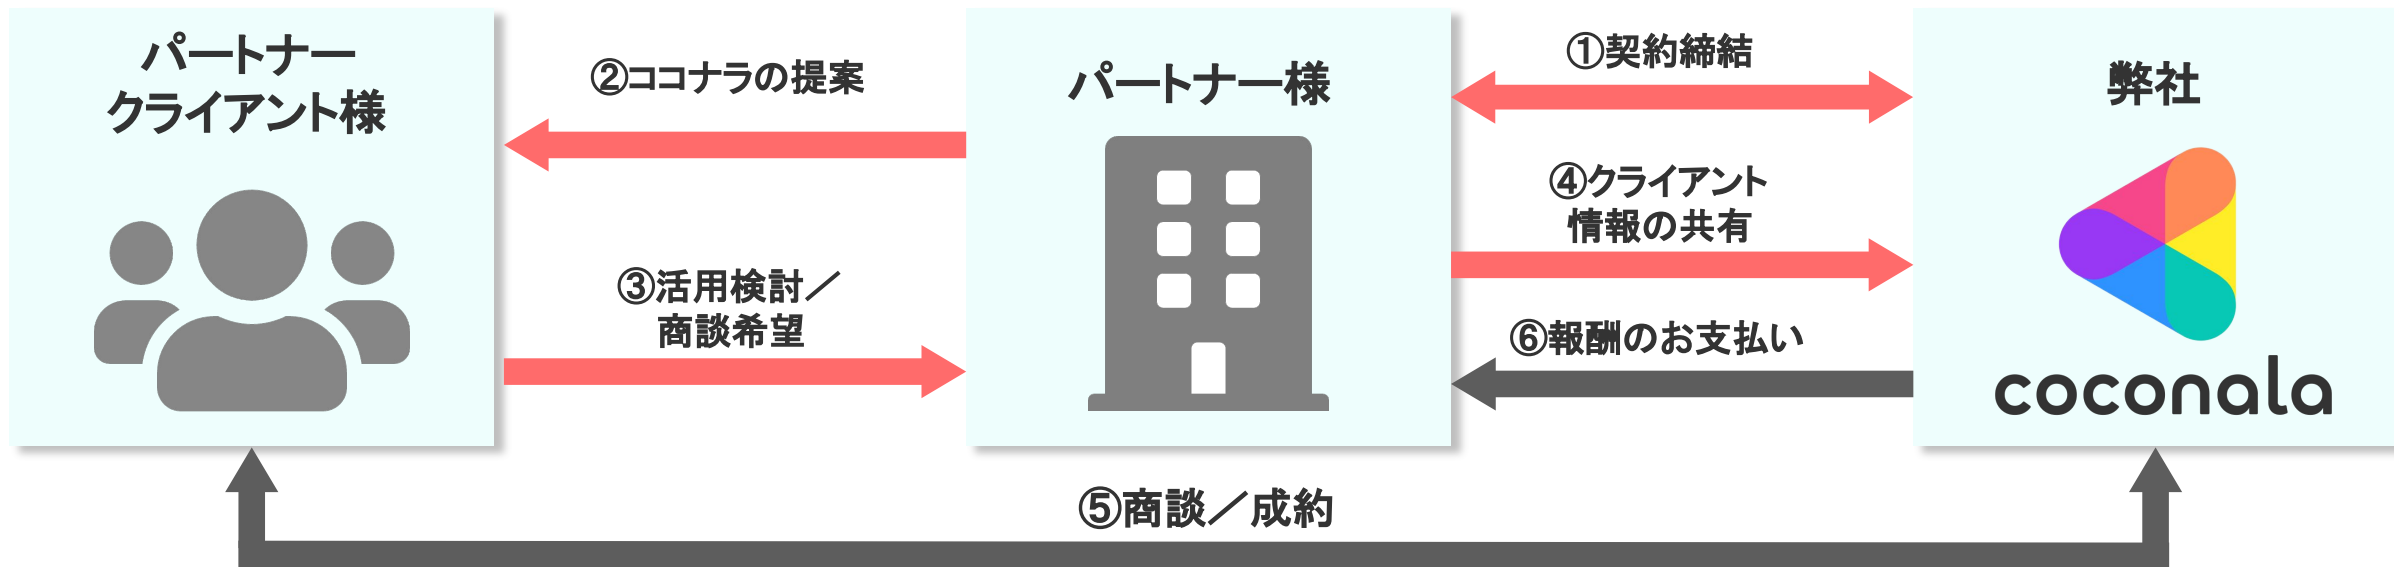 パートナー
クライアント様
②ココナラの提案
③活用検討／
商談希望
パートナー様
①契約締結
④クライアント
情報の共有
⑥報酬のお支払い
弊社
coconala
⑤商談／成約